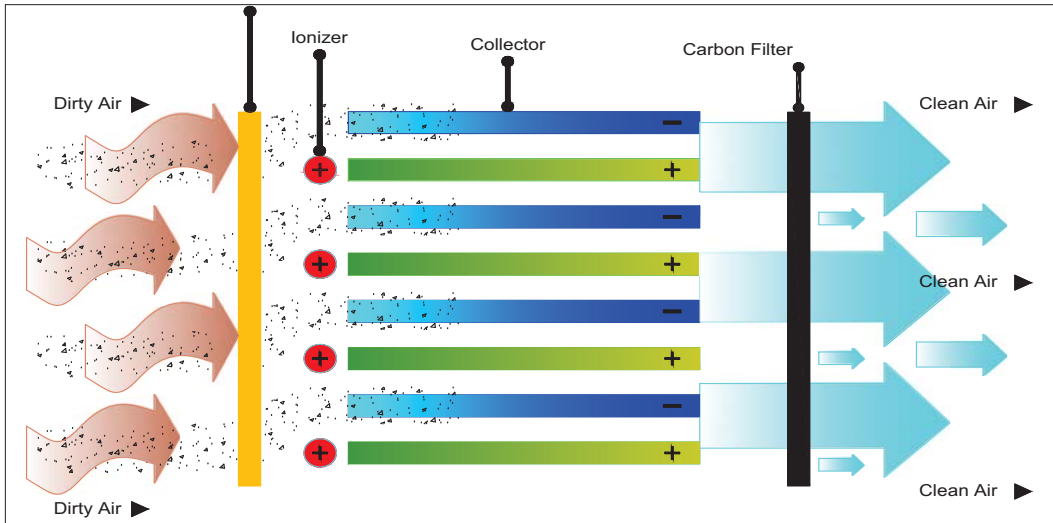 Ionizer
Collector
Carbon Filter
Dirty Air
Clean Air
−
+
+
−
+
+
Clean Air
−
+
+
−
+
+
Clean Air
Dirty Air